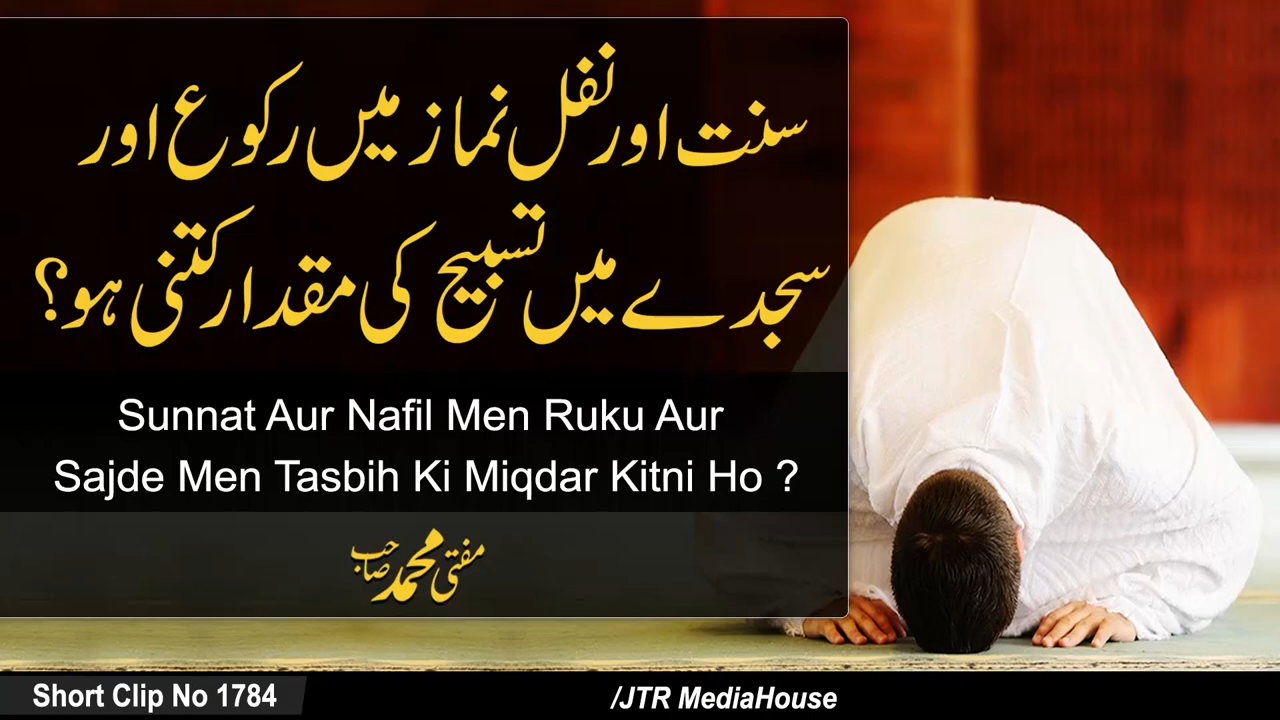 سنت اور نفل نماز میں رکوع اور
سجدے میں تسبیح کی مقدار کتنی ہو؟
Sunnat Aur Nafil Men Ruku Aur
Sajde Men Tasbih Ki Miqdar Kitni Ho ?
مفتی محمد صاحب
Short Clip No 1784
/JTR MediaHouse